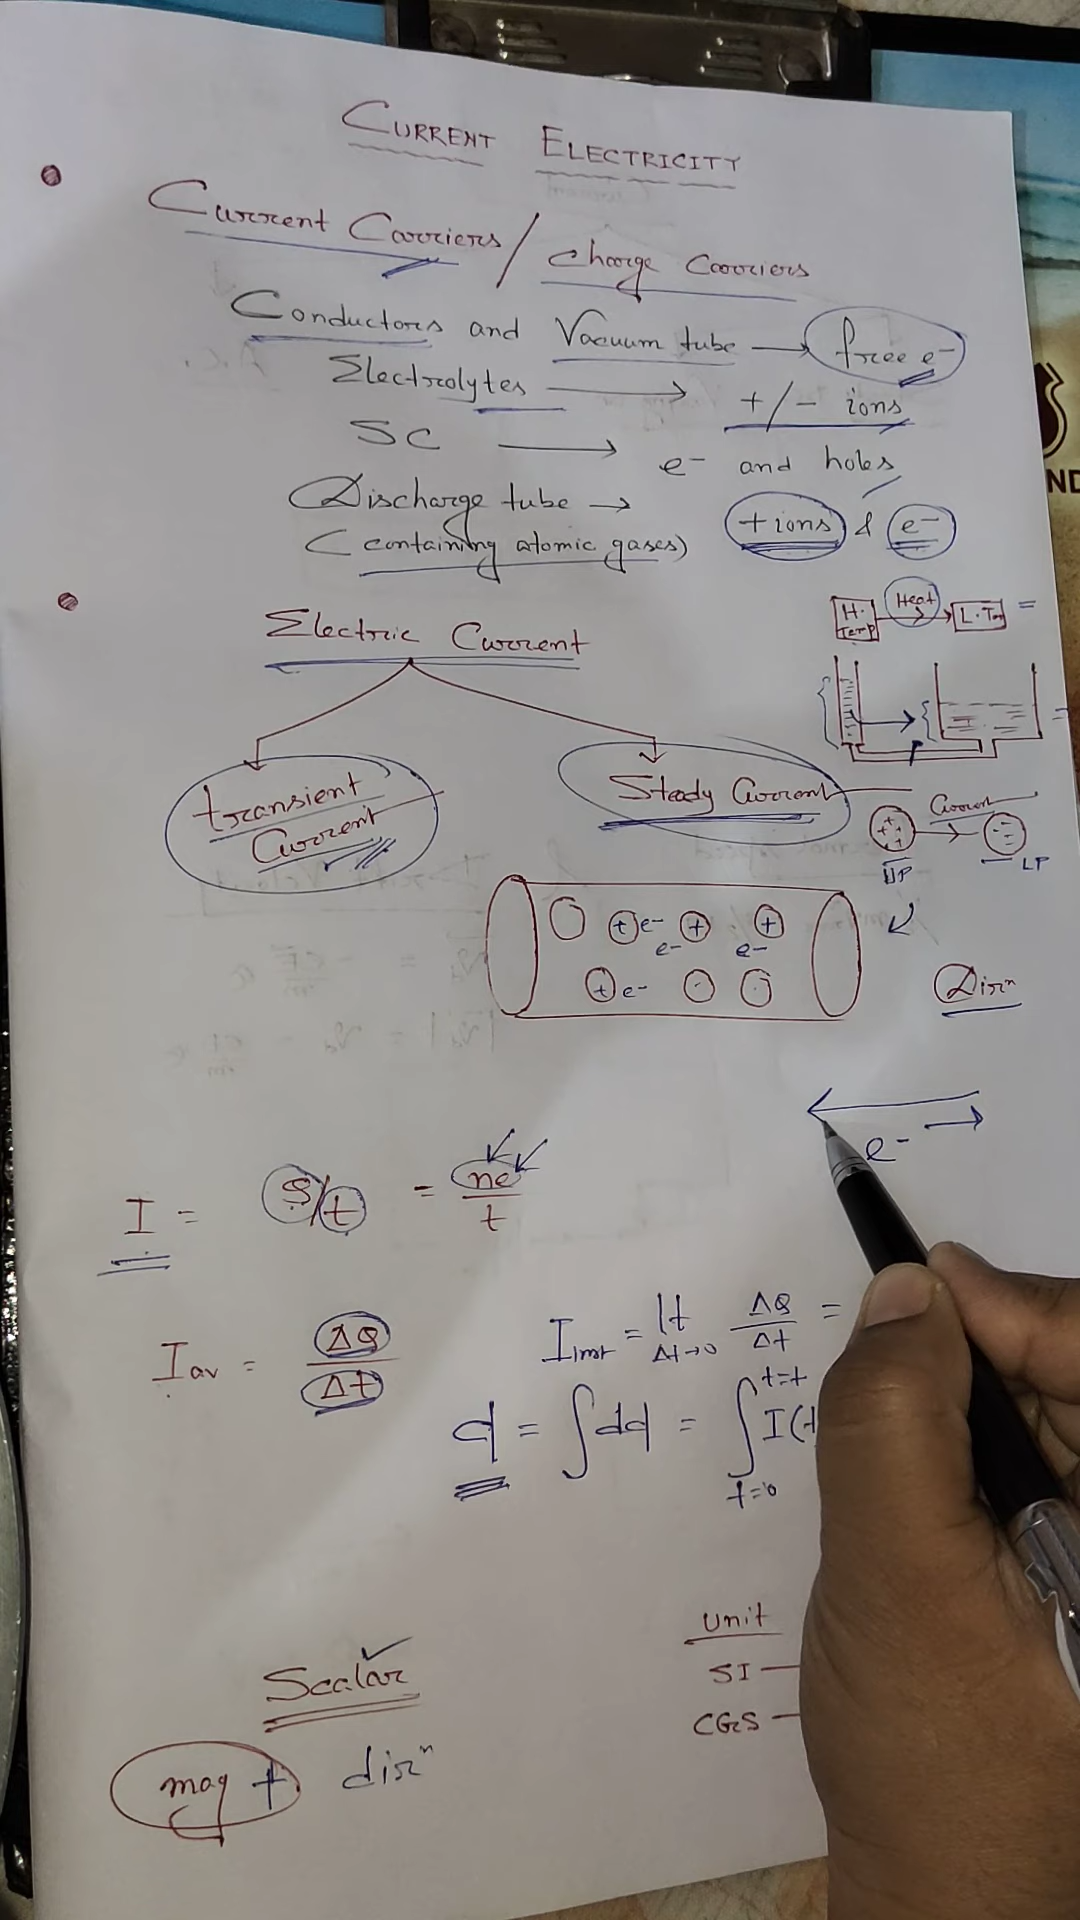 CURRENT ELECTRICITY
Current Carriers / Charge Carriers
Conductors and Vacuum tube → free e-
Electrolytes → +/- ions
SC → e- and holes
Discharge tube → + ions & e-
(containing atomic gases)
H. Temp Heat L. Tem =
Electric Current
=
transient Current
Steady Current
Current
HP LP
+ e- + +
e- e-
+ e-
Dirn
e-
I = Q/t = ne/t
Iav = ΔQ/Δt
Iinst = lt Δt→0 ΔQ/Δt =
q = ∫dq = ∫ t=0 t=t I(t
Unit
Scalar
SI —
CGS —
mag + dirn
ND